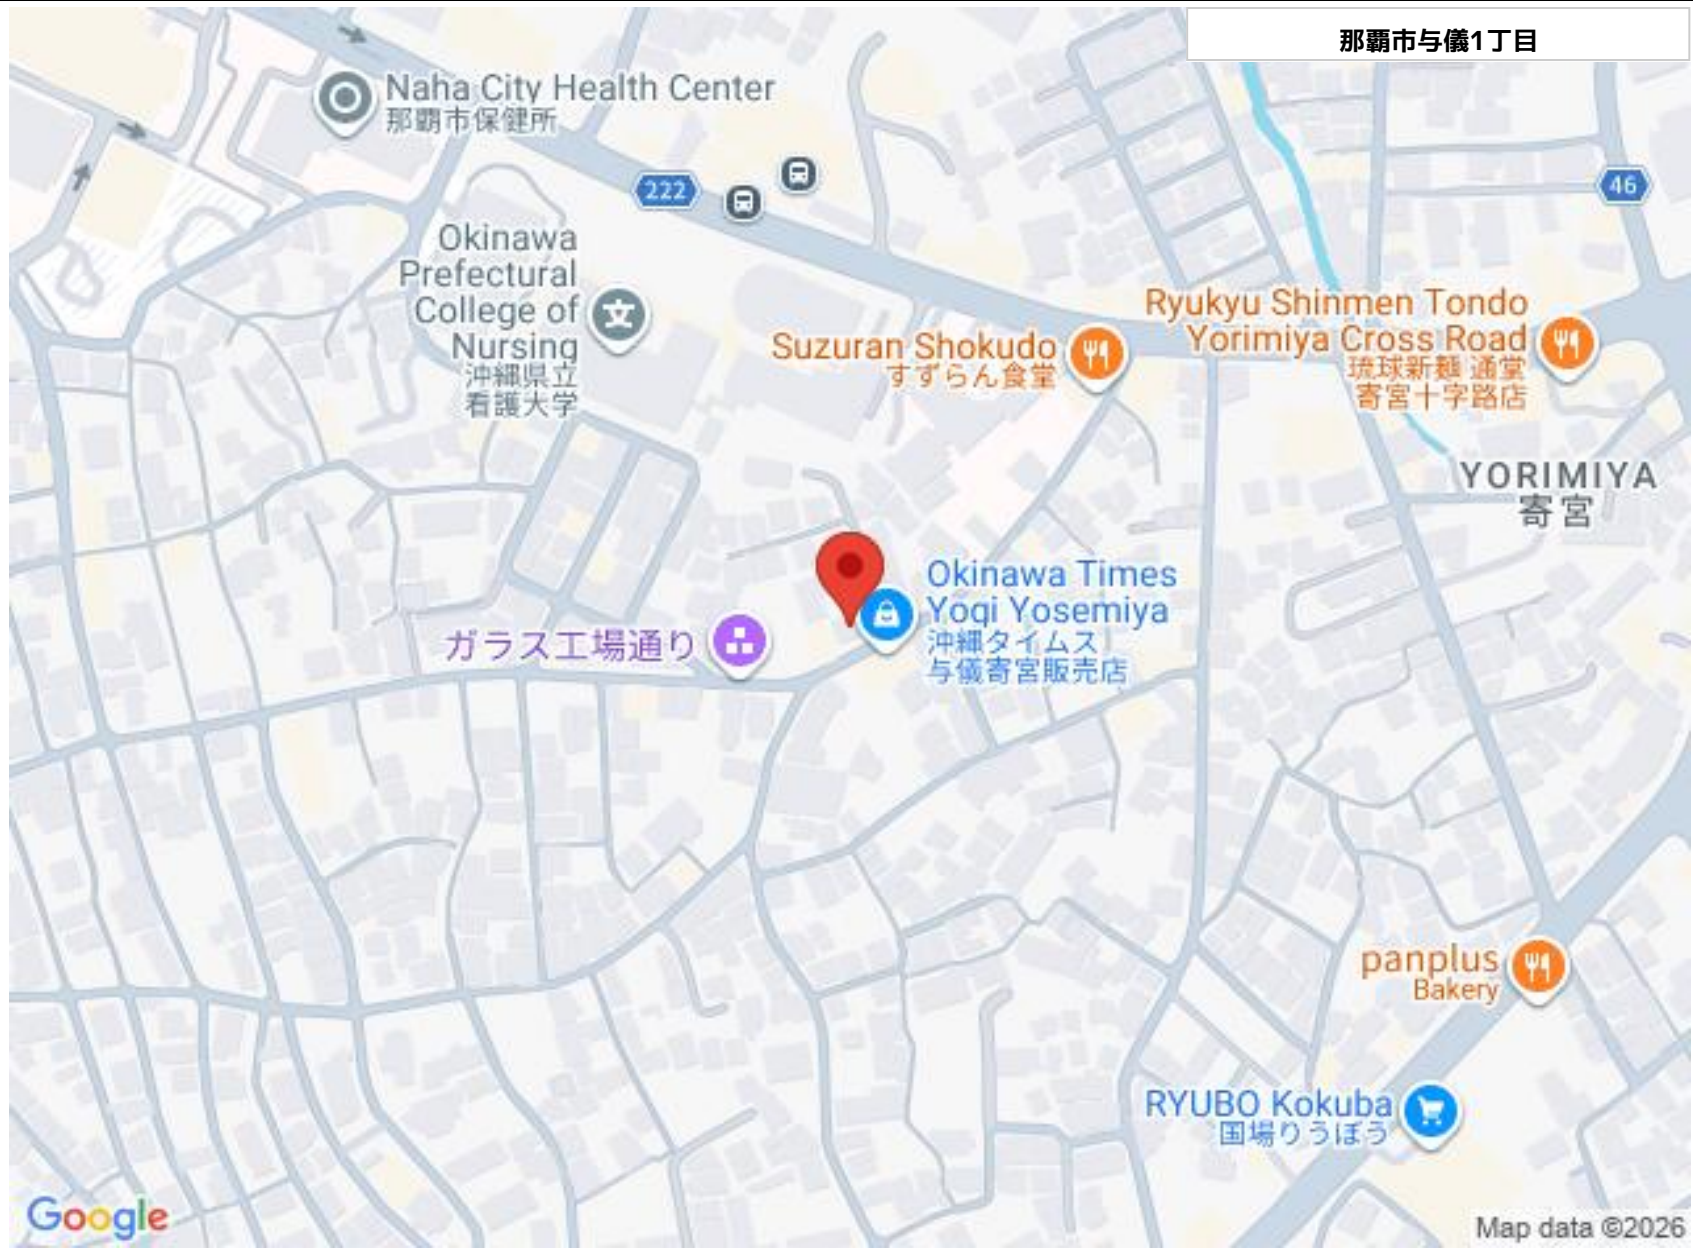 那覇市与儀1丁目
Naha City Health Center
那覇市保健所
222
46
Okinawa
Prefectural
College of
Nursing
沖縄県立
看護大学
文
Suzuran Shokudo
すずらん食堂
Ryukyu Shinmen Tondo
Yorimiya Cross Road
琉球新麺 通堂
寄宮十字路店
YORIMIYA
寄宮
Okinawa Times
Yogi Yosemiya
沖縄タイムス
与儀寄宮販売店
ガラス工場通り
panplus
Bakery
RYUBO Kokuba
国場りうぼう
Google
Map data ©2026